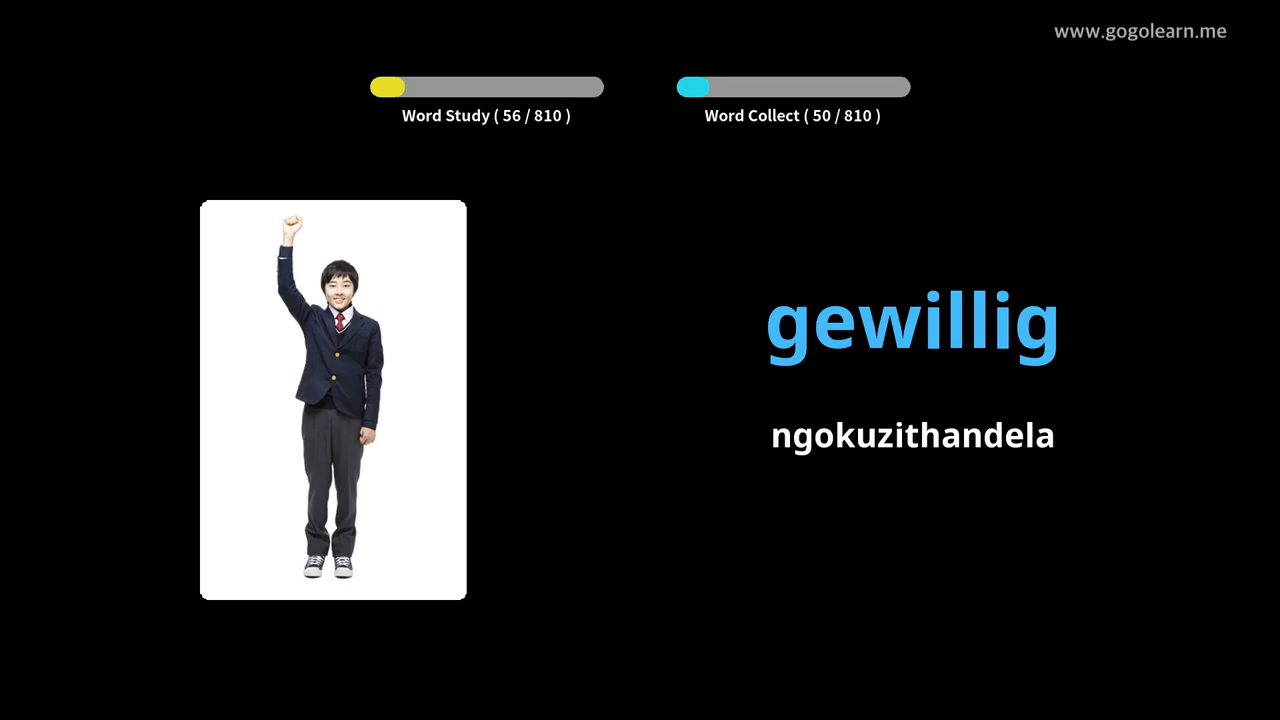 www.gogolearn.me
Word Study ( 56 / 810 )
Word Collect ( 50 / 810 )
gewillig
ngokuzithandela